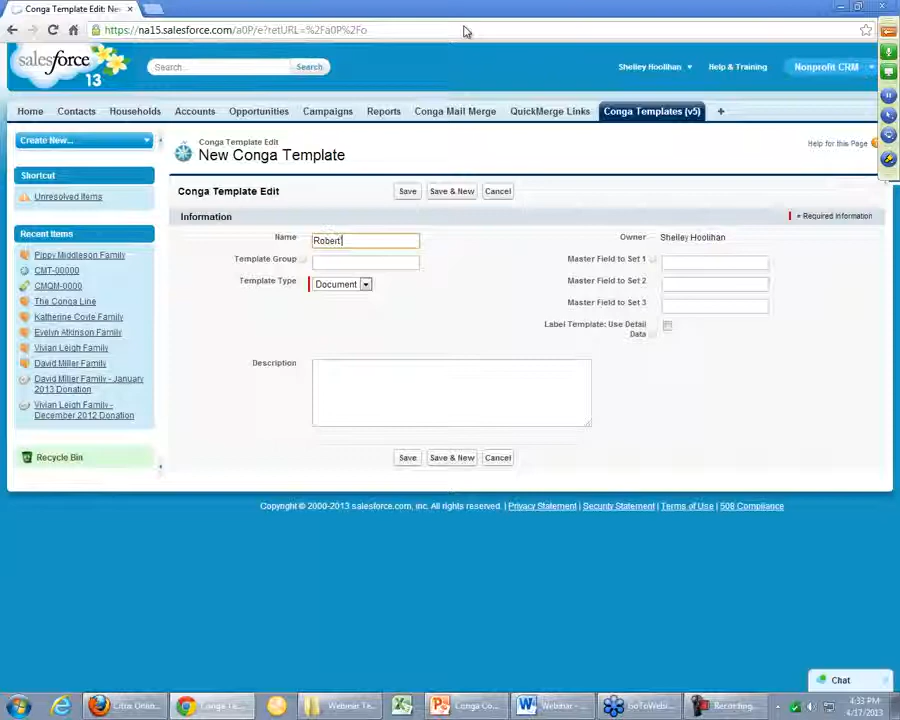 Conga Template Edit: Ne
https://na15.salesforce.com/a0P/e?retURL=%2Fa0P%2Fo
salesforce
13
Search...
Search
Shelley Hoolihan
Help & Training
Nonprofit CRM
Home
Contacts
Households
Accounts
Opportunities
Campaigns
Reports
Conga Mail Merge
QuickMerge Links
Conga Templates (v5)
+
Create New...
Shortcut
Unresolved Items
Recent Items
Pippy Middleson Family
CMT-00000
CMQM-0000
The Conga Line
Katherine Coyle Family
Evelyn Atkinson Family
Vivian Leigh Family
David Miller Family
David Miller Family - January
2013 Donation
Vivian Leigh Family -
December 2012 Donation
Recycle Bin
Conga Template Edit
New Conga Template
Help for this Page
Conga Template Edit
Save
Save & New
Cancel
Information
= Required Information
Name
Robert'
Owner
Shelley Hoolihan
Template Group
Master Field to Set 1
Template Type
Document
Master Field to Set 2
Master Field to Set 3
Label Template: Use Detail
Data
Description
Save
Save & New
Cancel
Copyright © 2000-2013 salesforce.com, inc. All rights reserved. | Privacy Statement | Security Statement | Terms of Use | 508 Compliance
Chat
Citrix Onlin...
Conga Te...
Webinar Te...
Conga Co...
Webinar -...
GoToWebi...
Recording...
4:33 PM
4/17/2013